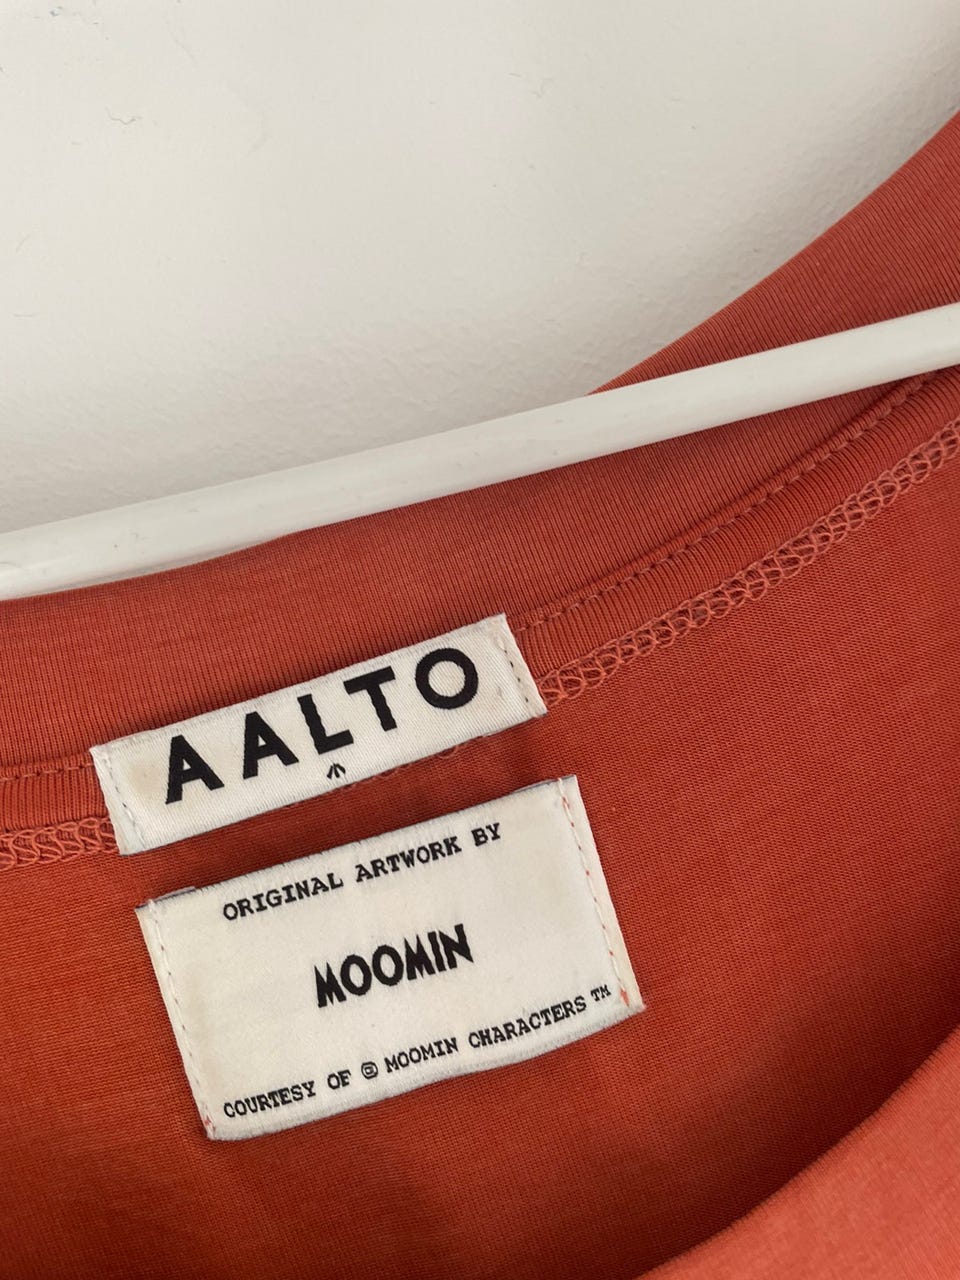 AALTO
ORIGINAL ARTWORK BY
MOOMIN
COURTESY OF © MOOMIN CHARACTERS ™